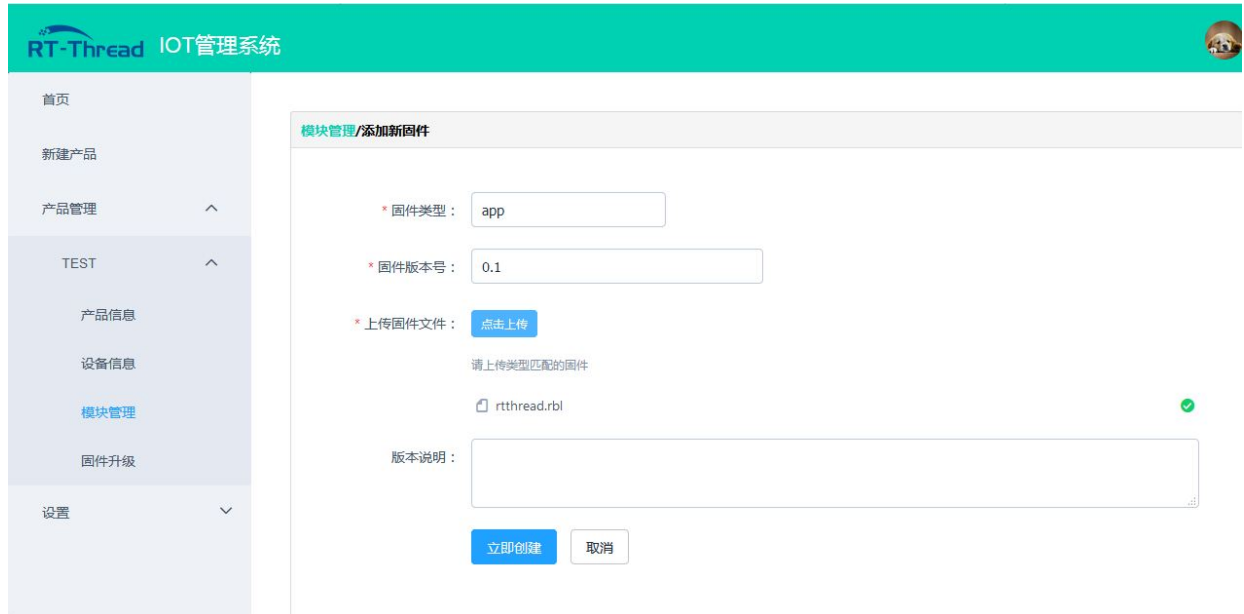 RT-Thread IOT管理系统
首页
新建产品
产品管理
TEST
产品信息
设备信息
模块管理
固件升级
设置
模块管理/添加新固件
* 固件类型： app
* 固件版本号： 0.1
* 上传固件文件： 点击上传
请上传类型匹配的固件
rtthread.rbl
版本说明：
立即创建 取消